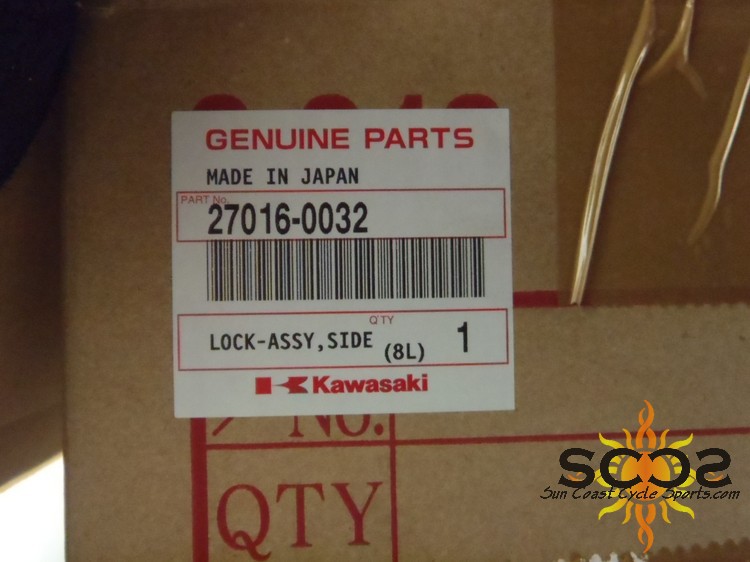 GENUINE PARTS
MADE IN JAPAN
PART No.
27016-0032
Q'TY
LOCK-ASSY,SIDE (8L) 1
Kawasaki
No.
QTY
SCCS
Sun Coast Cycle Sports.com